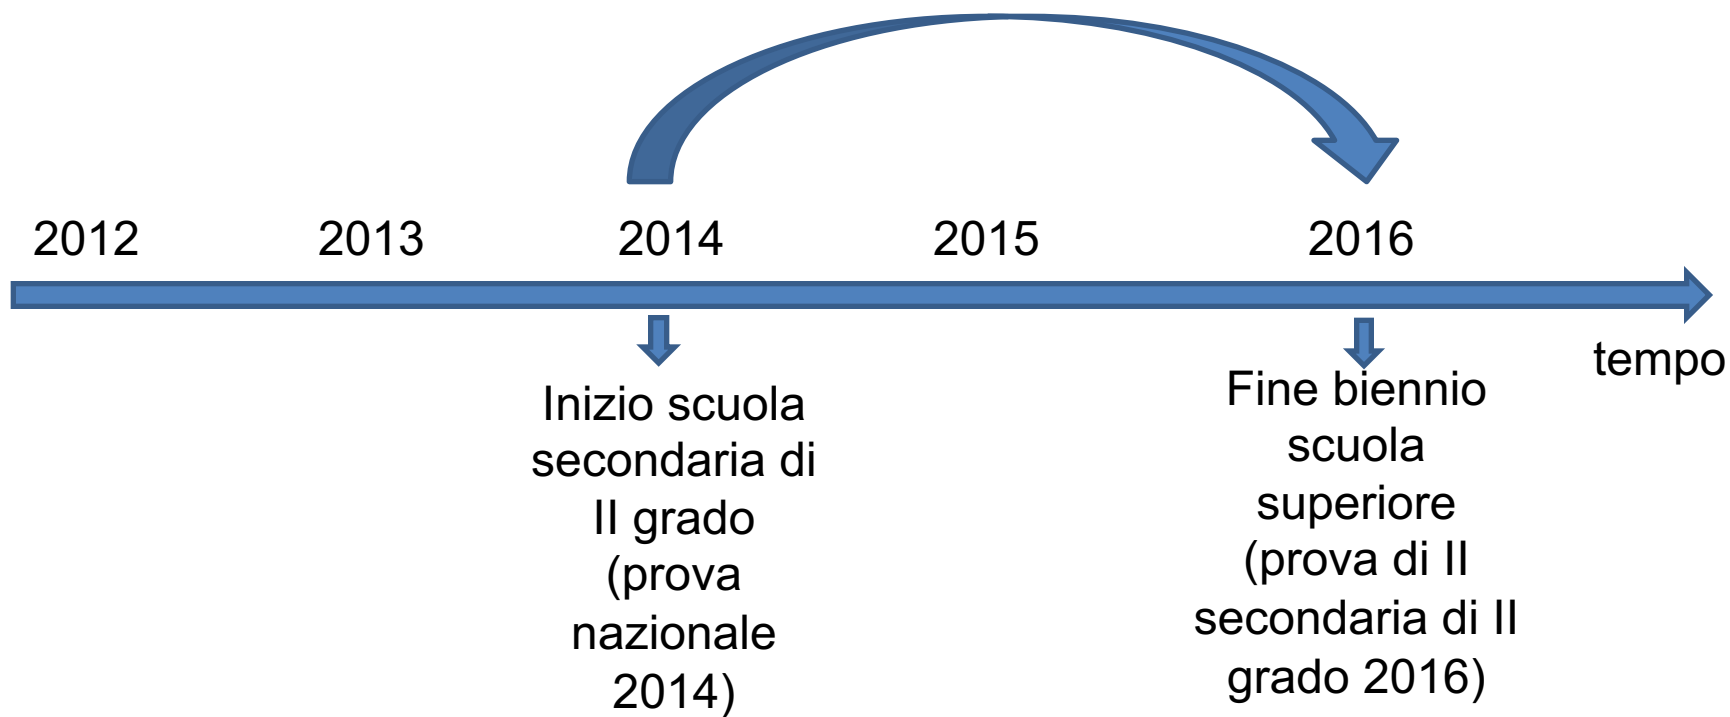 2012 2013 2014 2015 2016
tempo
Inizio scuola
secondaria di
II grado
(prova
nazionale
2014)
Fine biennio
scuola
superiore
(prova di II
secondaria di II
grado 2016)